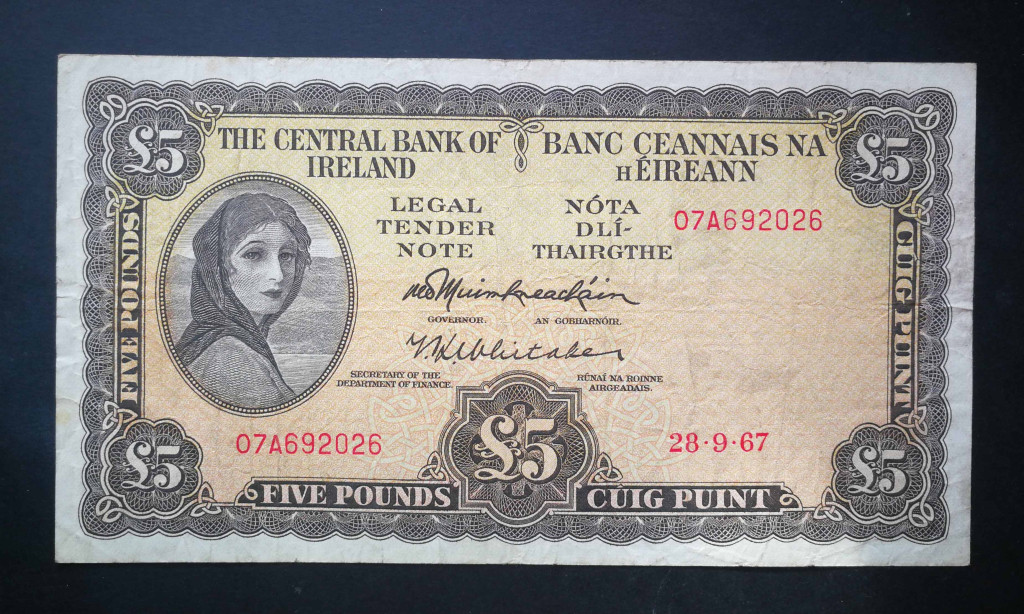 £5
£5
THE CENTRAL BANK OF
IRELAND
BANC CEANNAIS NA
hÉIREANN
LEGAL
TENDER
NOTE
NÓTA
DLÍ-
THAIRGTHE
07A692026
FIVE POUNDS
CÚIG PUINT
GOVERNOR.
AN GOBHARNÓIR.
T.K. Whitaker
SECRETARY OF THE
DEPARTMENT OF FINANCE.
RÚNAÍ NA ROINNE
AIRGEADAIS.
07A692026
28·9·67
£5
£5
£5
FIVE POUNDS
CÚIG PUINT